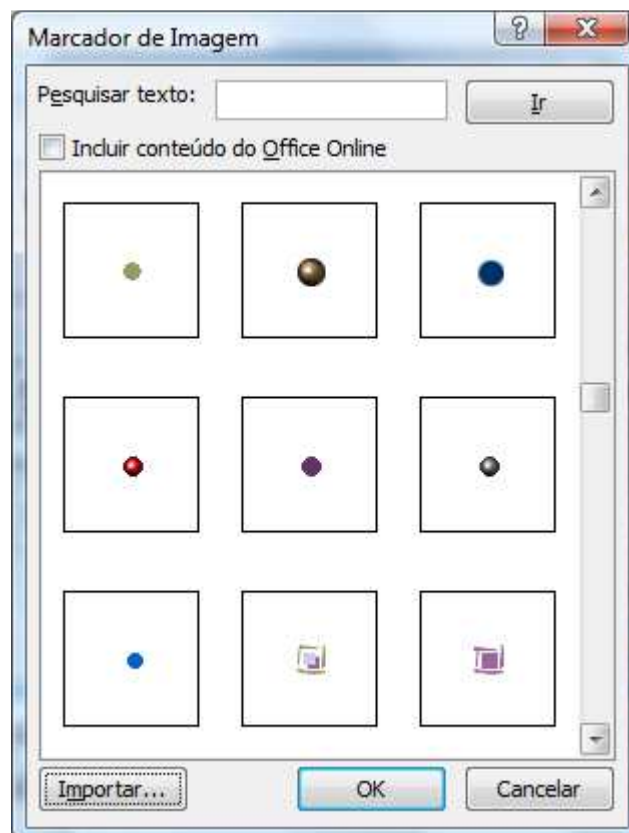 Marcador de Imagem
Pesquisar texto:
Ir
Incluir conteúdo do Office Online
Importar...
OK
Cancelar